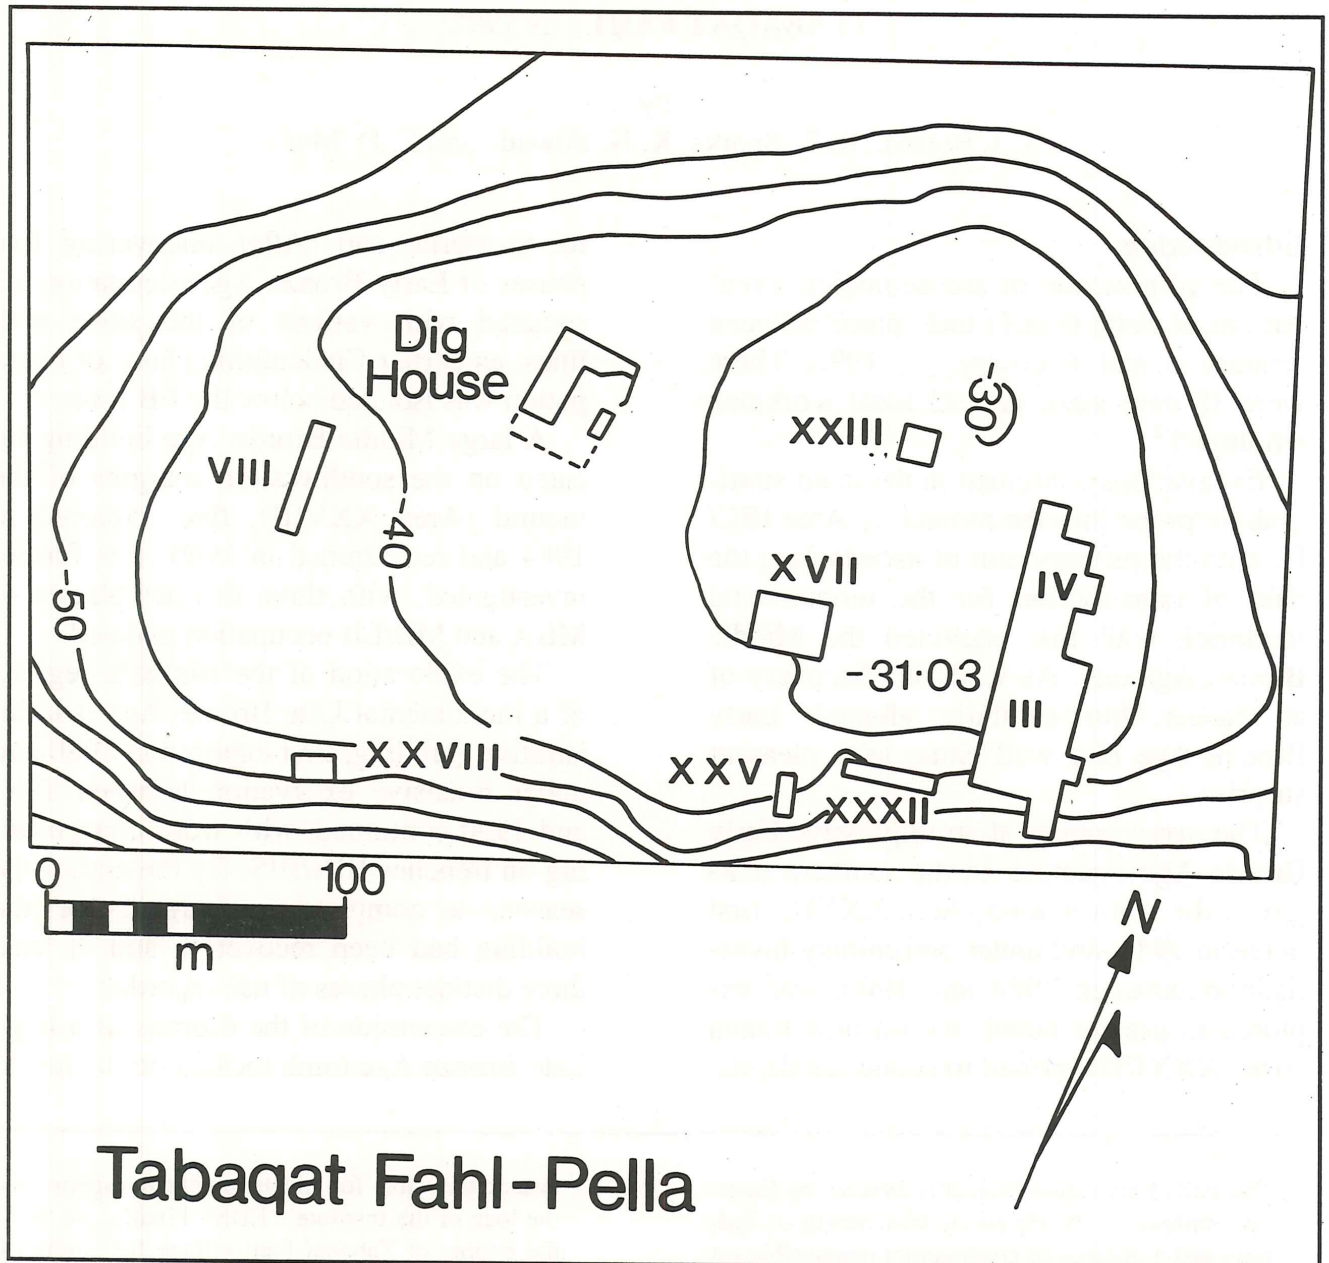 Dig
House
-30
XXIII
VIII
-40
XVII
IV
-50
-31·03
III
XXVIII
XXV
XXXII
0 100
m
N
Tabaqat Fahl-Pella